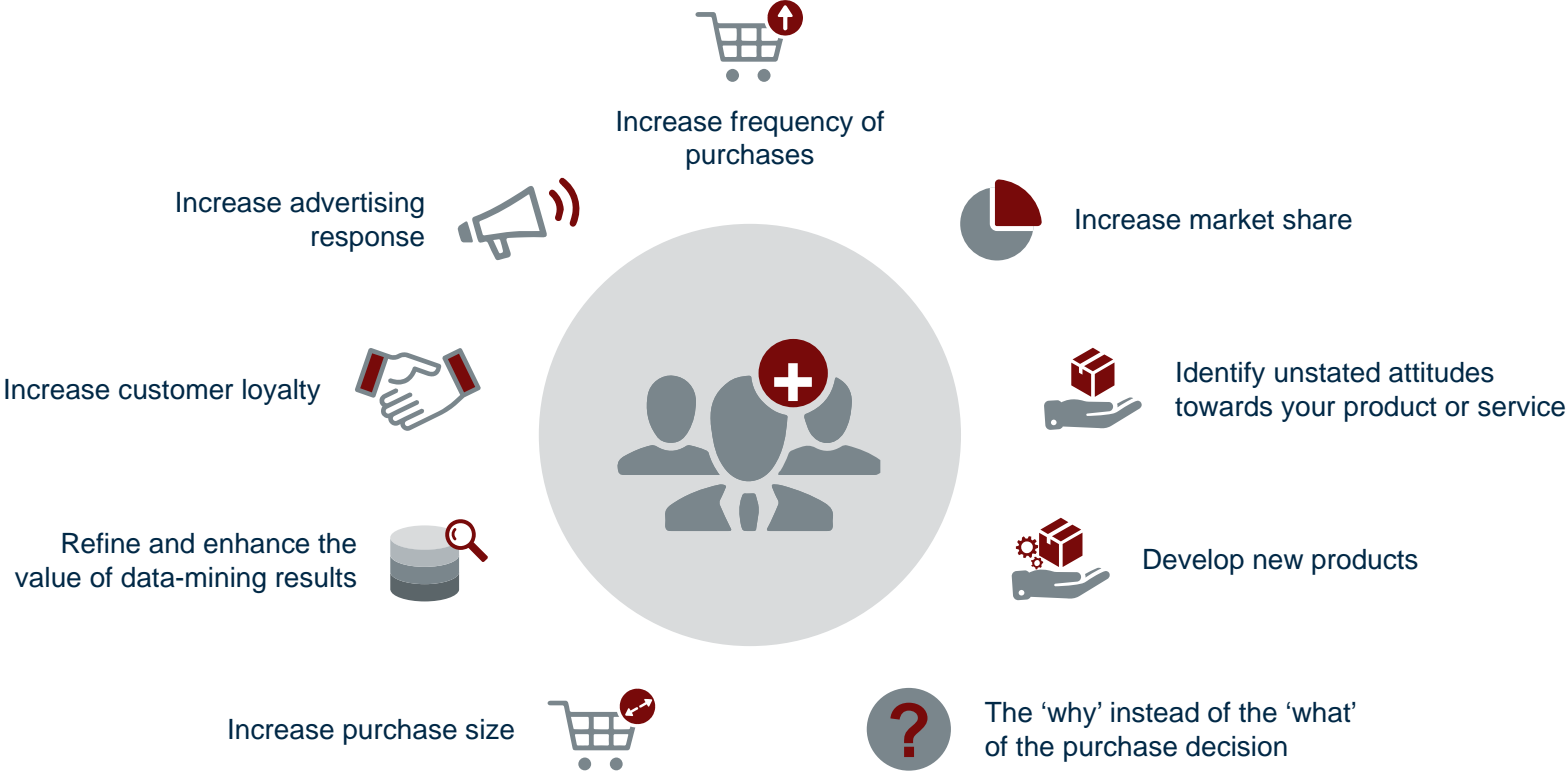 Increase frequency of
purchases
Increase advertising
response
Increase market share
Increase customer loyalty
Identify unstated attitudes
towards your product or service
Refine and enhance the
value of data-mining results
Develop new products
Increase purchase size
?
The ‘why’ instead of the ‘what’
of the purchase decision